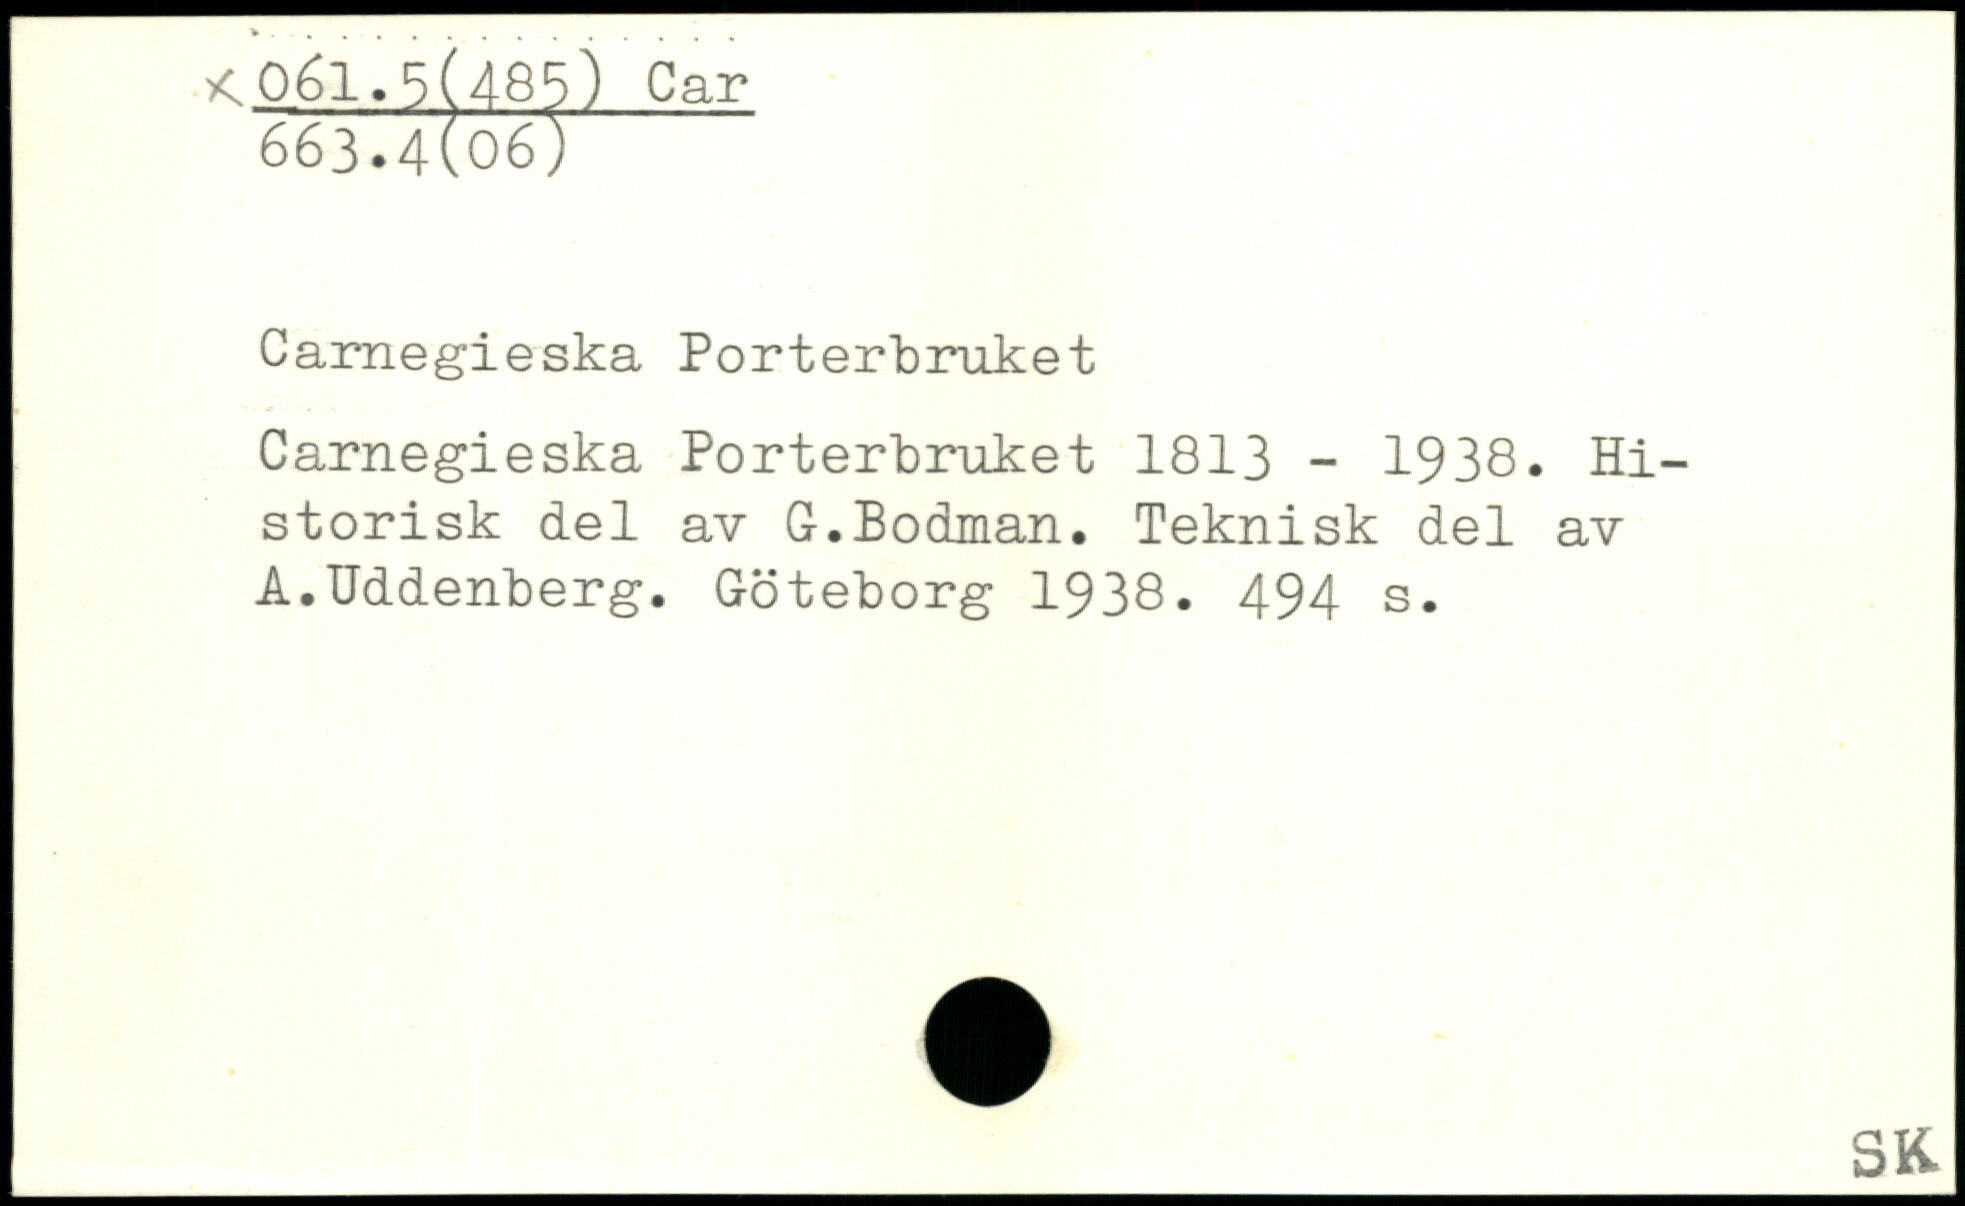 x 061.5(485) Car
663.4(06)
Carnegieska Porterbruket
Carnegieska Porterbruket 1813 - 1938. Hi-
storisk del av G.Bodman. Teknisk del av
A.Uddenberg. Göteborg 1938. 494 s.
SK